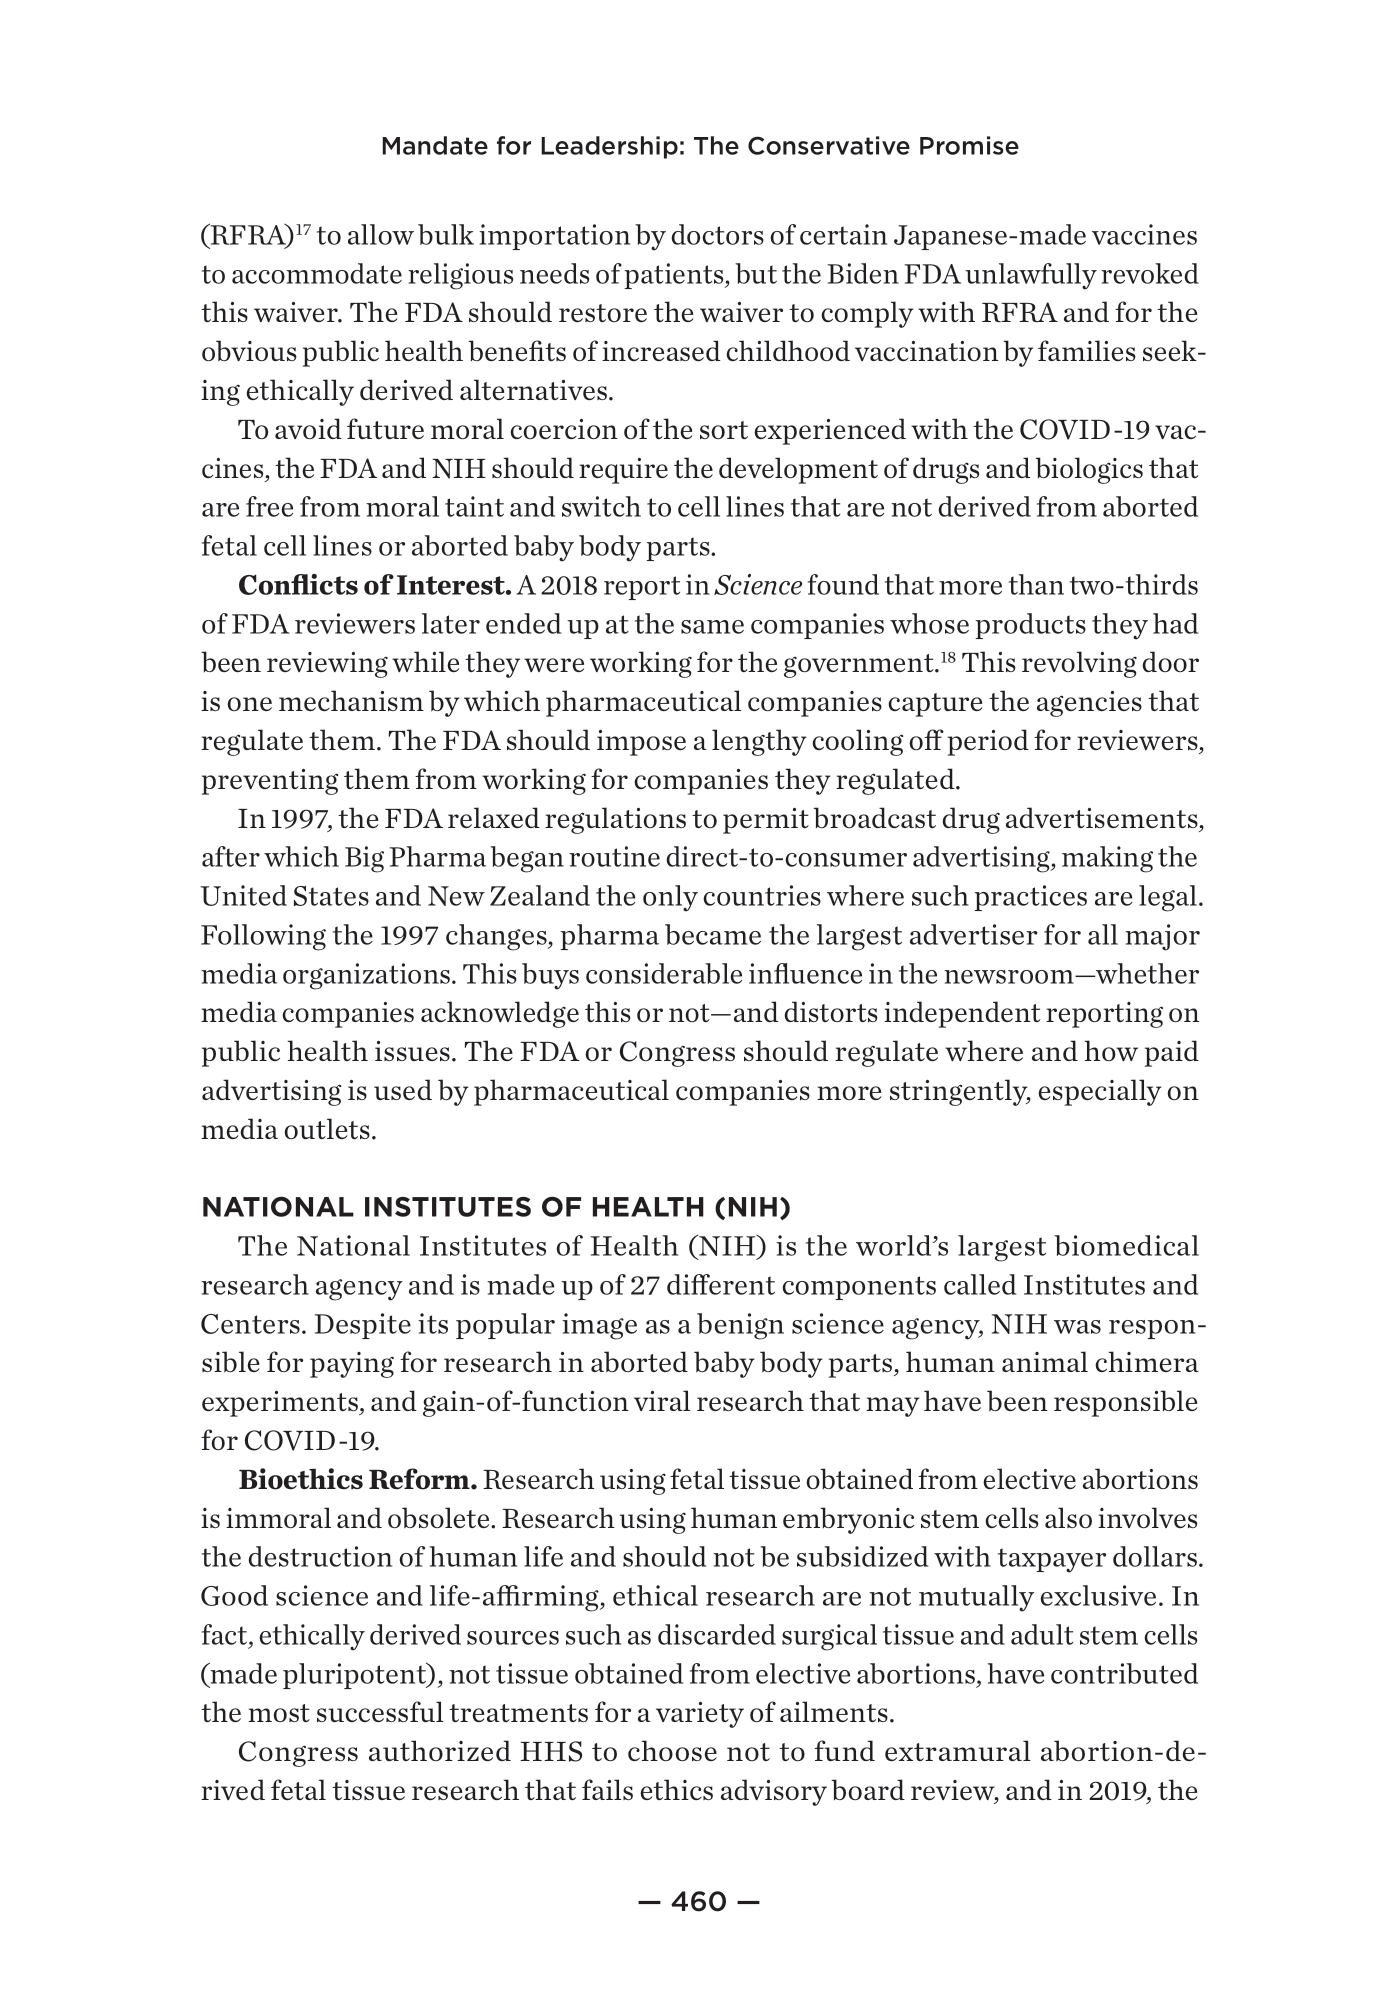 Mandate for Leadership: The Conservative Promise
(RFRA)¹⁷ to allow bulk importation by doctors of certain Japanese-made vaccines
to accommodate religious needs of patients, but the Biden FDA unlawfully revoked
this waiver. The FDA should restore the waiver to comply with RFRA and for the
obvious public health benefits of increased childhood vaccination by families seek-
ing ethically derived alternatives.
To avoid future moral coercion of the sort experienced with the COVID-19 vac-
cines, the FDA and NIH should require the development of drugs and biologics that
are free from moral taint and switch to cell lines that are not derived from aborted
fetal cell lines or aborted baby body parts.
Conflicts of Interest. A 2018 report in Science found that more than two-thirds
of FDA reviewers later ended up at the same companies whose products they had
been reviewing while they were working for the government.¹⁸ This revolving door
is one mechanism by which pharmaceutical companies capture the agencies that
regulate them. The FDA should impose a lengthy cooling off period for reviewers,
preventing them from working for companies they regulated.
In 1997, the FDA relaxed regulations to permit broadcast drug advertisements,
after which Big Pharma began routine direct-to-consumer advertising, making the
United States and New Zealand the only countries where such practices are legal.
Following the 1997 changes, pharma became the largest advertiser for all major
media organizations. This buys considerable influence in the newsroom—whether
media companies acknowledge this or not—and distorts independent reporting on
public health issues. The FDA or Congress should regulate where and how paid
advertising is used by pharmaceutical companies more stringently, especially on
media outlets.
NATIONAL INSTITUTES OF HEALTH (NIH)
The National Institutes of Health (NIH) is the world’s largest biomedical
research agency and is made up of 27 different components called Institutes and
Centers. Despite its popular image as a benign science agency, NIH was respon-
sible for paying for research in aborted baby body parts, human animal chimera
experiments, and gain-of-function viral research that may have been responsible
for COVID-19.
Bioethics Reform. Research using fetal tissue obtained from elective abortions
is immoral and obsolete. Research using human embryonic stem cells also involves
the destruction of human life and should not be subsidized with taxpayer dollars.
Good science and life-affirming, ethical research are not mutually exclusive. In
fact, ethically derived sources such as discarded surgical tissue and adult stem cells
(made pluripotent), not tissue obtained from elective abortions, have contributed
the most successful treatments for a variety of ailments.
Congress authorized HHS to choose not to fund extramural abortion-de-
rived fetal tissue research that fails ethics advisory board review, and in 2019, the
— 460 —